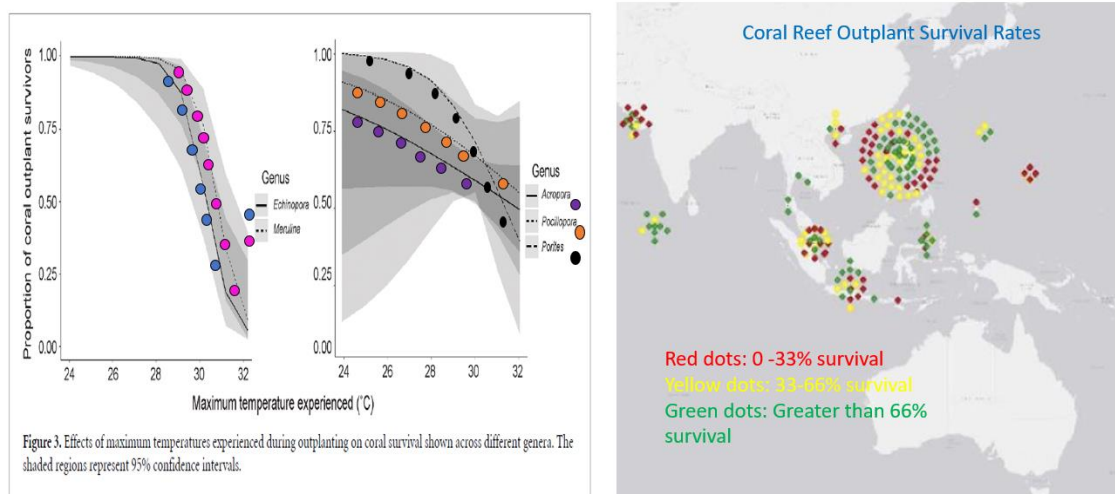 Proportion of coral outplant survivors
1.00
0.75
0.50
0.25
0.00
24 26 28 30 32
Genus
Echinopora
Meruline
1.00
0.75
0.50
0.25
0.00
24 26 28 30 32
Genus
Acropora
Pocillopora
Porites
Maximum temperature experienced (°C)
Figure 3. Effects of maximum temperatures experienced during outplanting on coral survival shown across different genera. The
shaded regions represent 95% confidence intervals.
Coral Reef Outplant Survival Rates
Red dots: 0 -33% survival
Yellow dots: 33-66% survival
Green dots: Greater than 66%
survival